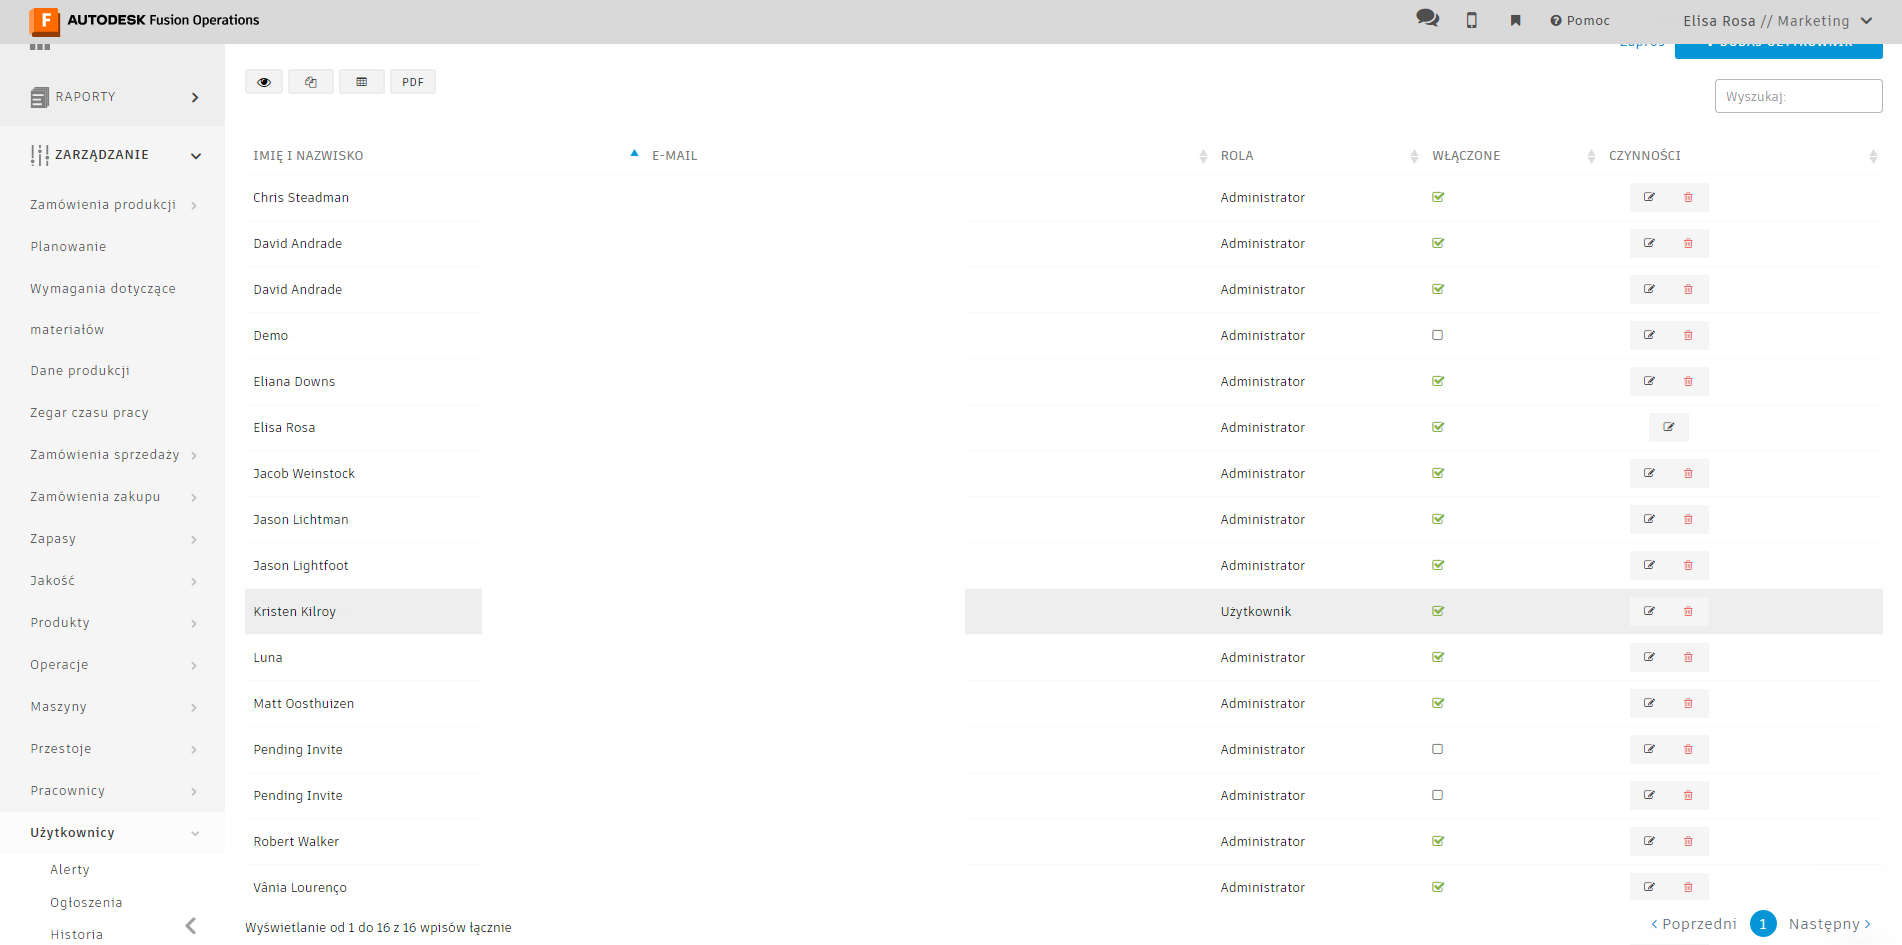 F AUTODESK Fusion Operations
Pomoc
Elisa Rosa // Marketing
RAPORTY
ZARZĄDZANIE
Zamówienia produkcji
Planowanie
Wymagania dotyczące
materiałów
Dane produkcji
Zegar czasu pracy
Zamówienia sprzedaży
Zamówienia zakupu
Zapasy
Jakość
Produkty
Operacje
Maszyny
Przestoje
Pracownicy
Użytkownicy
Alerty
Ogłoszenia
Historia
PDF
Wyszukaj:
IMIĘ I NAZWISKO E-MAIL ROLA WŁĄCZONE CZYNNOŚCI
Chris Steadman Administrator
David Andrade Administrator
David Andrade Administrator
Demo Administrator
Eliana Downs Administrator
Elisa Rosa Administrator
Jacob Weinstock Administrator
Jason Lichtman Administrator
Jason Lightfoot Administrator
Kristen Kilroy Użytkownik
Luna Administrator
Matt Oosthuizen Administrator
Pending Invite Administrator
Pending Invite Administrator
Robert Walker Administrator
Vânia Lourenço Administrator
Wyświetlanie od 1 do 16 z 16 wpisów łącznie
Poprzedni 1 Następny